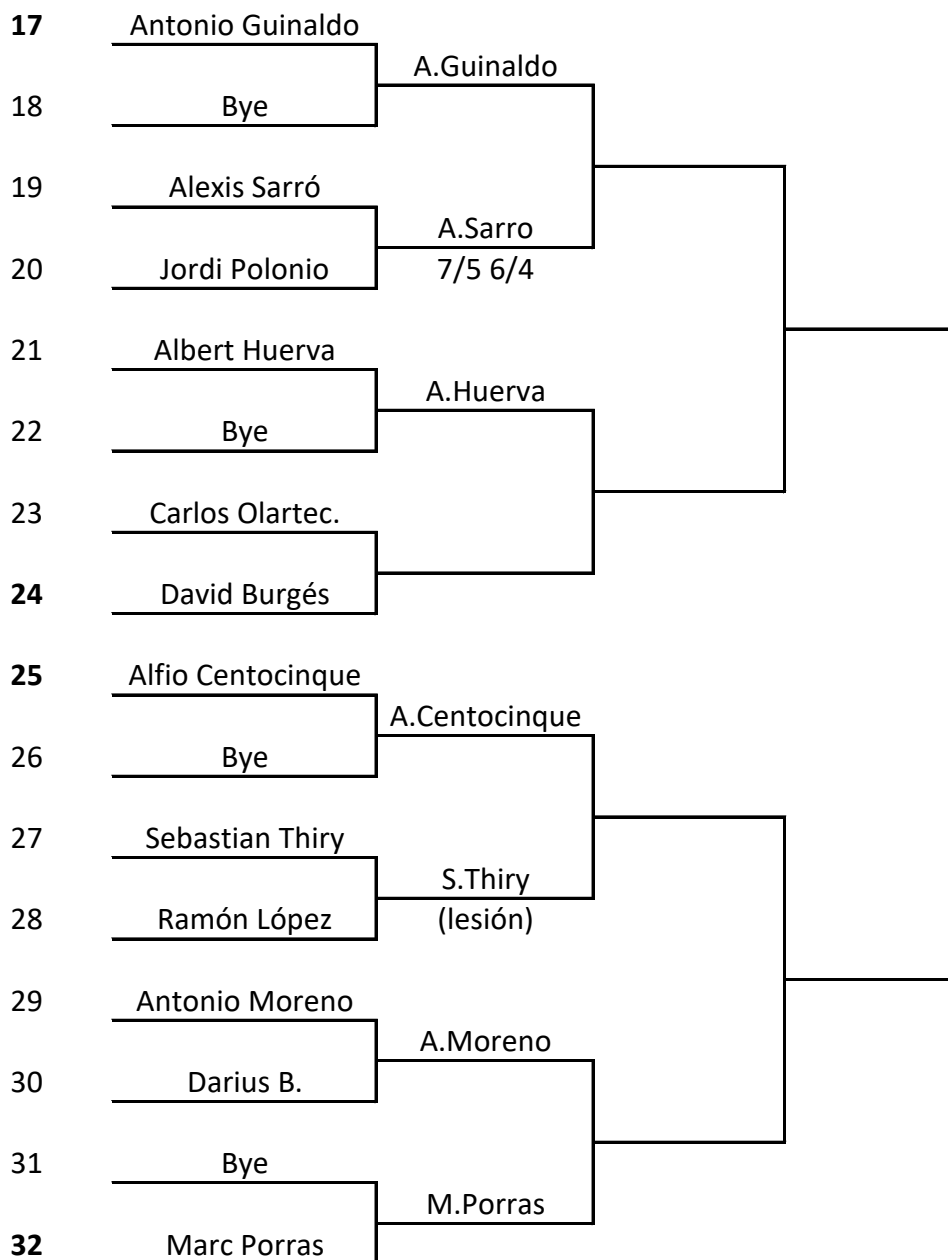 17 Antonio Guinaldo
A.Guinaldo
18 Bye
19 Alexis Sarró
A.Sarro
20 Jordi Polonio 7/5 6/4
21 Albert Huerva
A.Huerva
22 Bye
23 Carlos Olartec.
24 David Burgés
25 Alfio Centocinque
A.Centocinque
26 Bye
27 Sebastian Thiry
S.Thiry
28 Ramón López (lesión)
29 Antonio Moreno
A.Moreno
30 Darius B.
31 Bye
M.Porras
32 Marc Porras